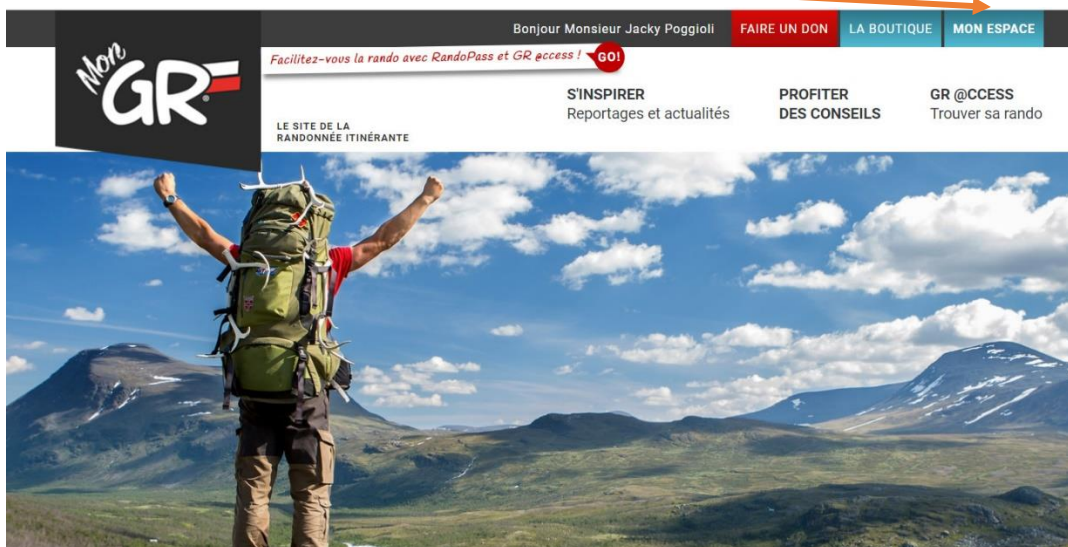 Bonjour Monsieur Jacky Poggioli FAIRE UN DON LA BOUTIQUE MON ESPACE
Mon
GR®
Facilitez-vous la rando avec RandoPass et GR @ccess ! GO!
LE SITE DE LA
RANDONNÉE ITINÉRANTE
S'INSPIRER
Reportages et actualités
PROFITER
DES CONSEILS
GR @CCESS
Trouver sa rando